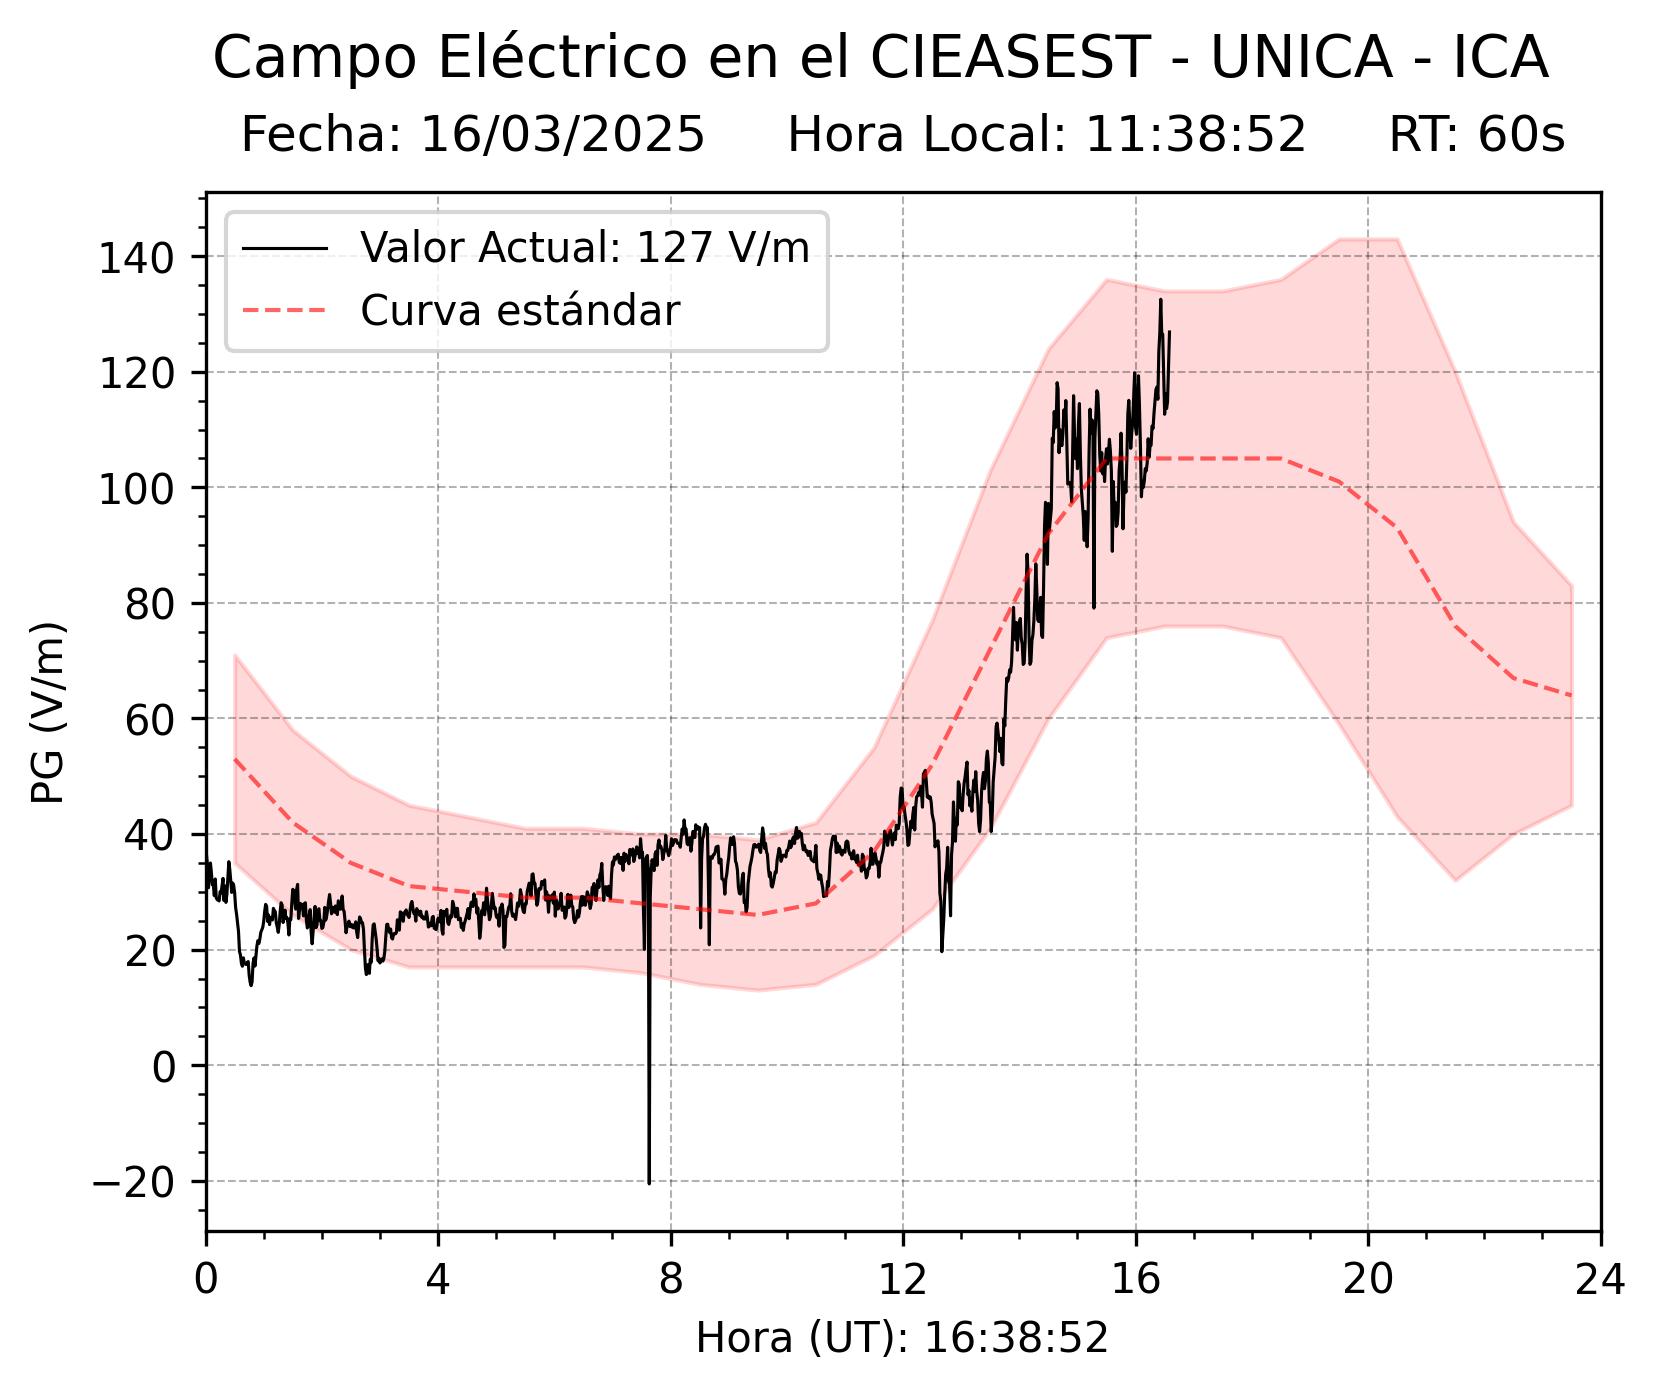 Campo Eléctrico en el CIEASEST - UNICA - ICA
Fecha: 16/03/2025 Hora Local: 11:38:52 RT: 60s
Valor Actual: 127 V/m
Curva estándar
PG (V/m)
140
120
100
80
60
40
20
0
−20
0 4 8 12 16 20 24
Hora (UT): 16:38:52